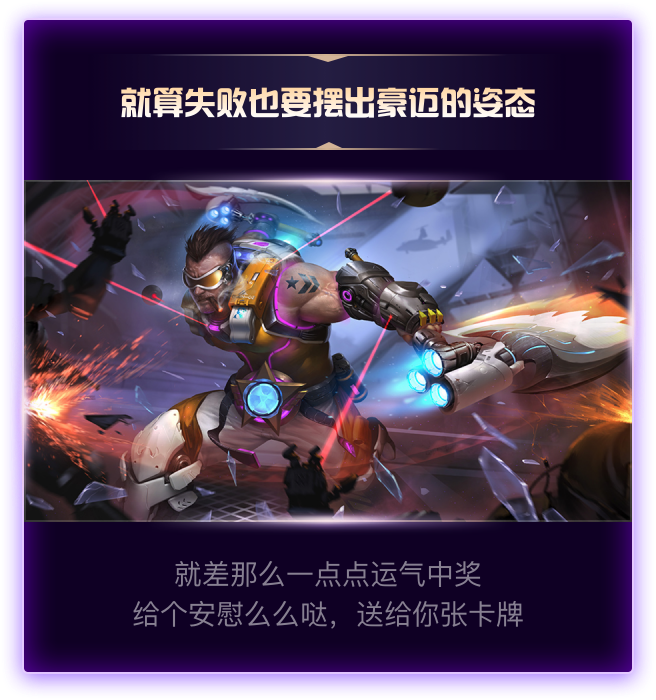 就算失败也要摆出豪迈的姿态
就差那么一点点运气中奖
给个安慰么么哒，送给你张卡牌